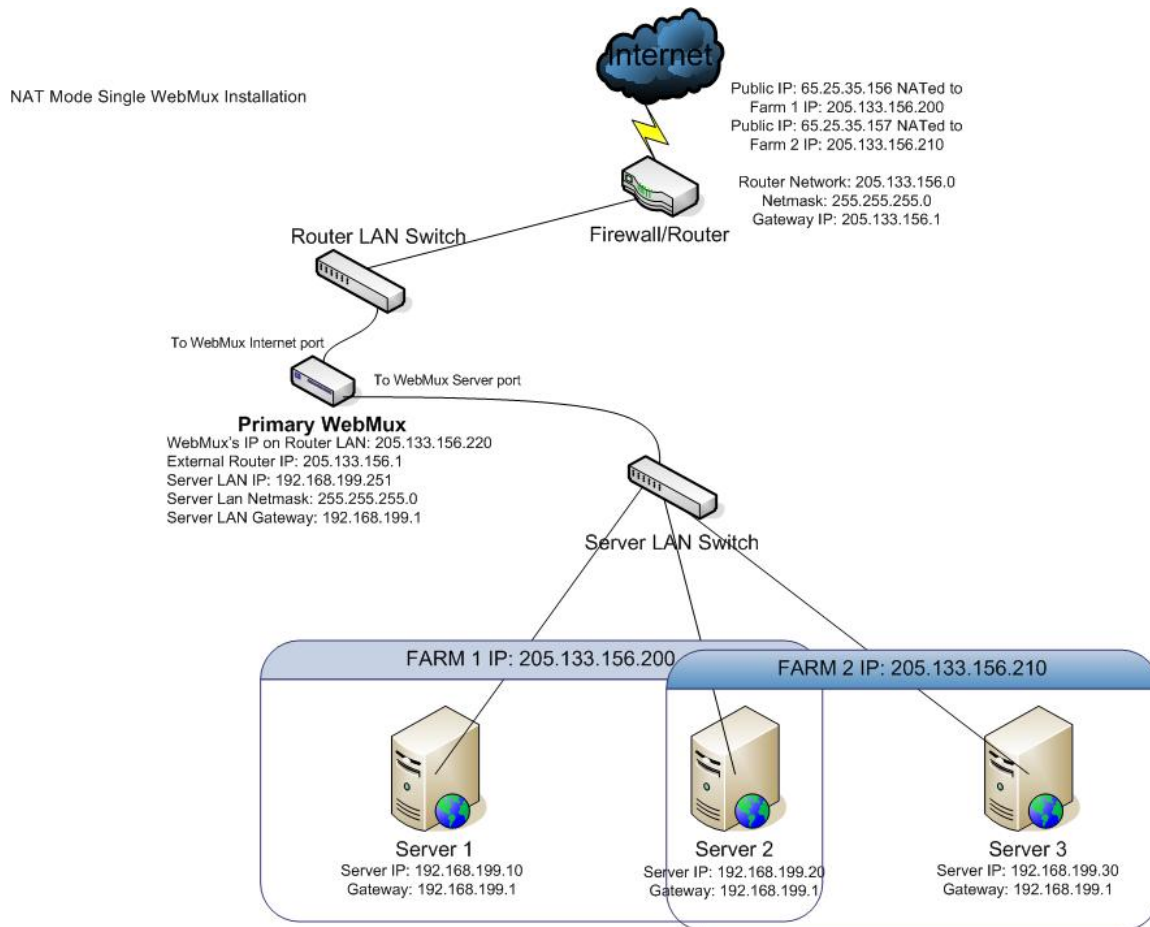 Internet
NAT Mode Single WebMux Installation
Public IP: 65.25.35.156 NATed to
Farm 1 IP: 205.133.156.200
Public IP: 65.25.35.157 NATed to
Farm 2 IP: 205.133.156.210
Router Network: 205.133.156.0
Netmask: 255.255.255.0
Gateway IP: 205.133.156.1
Firewall/Router
Router LAN Switch
To WebMux Internet port
To WebMux Server port
Primary WebMux
WebMux's IP on Router LAN: 205.133.156.220
External Router IP: 205.133.156.1
Server LAN IP: 192.168.199.251
Server Lan Netmask: 255.255.255.0
Server LAN Gateway: 192.168.199.1
Server LAN Switch
FARM 1 IP: 205.133.156.200
FARM 2 IP: 205.133.156.210
Server 1
Server IP: 192.168.199.10
Gateway: 192.168.199.1
Server 2
Server IP: 192.168.199.20
Gateway: 192.168.199.1
Server 3
Server IP: 192.168.199.30
Gateway: 192.168.199.1